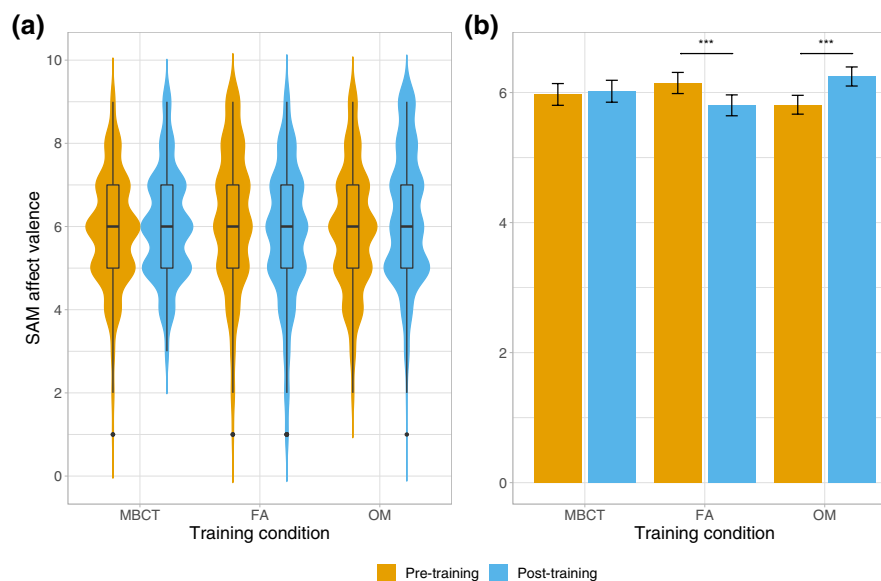 (a)
SAM affect valence
10
8
6
4
2
0
MBCT FA OM
Training condition
(b)
*** ***
6
4
2
0
MBCT FA OM
Training condition
Pre-training Post-training